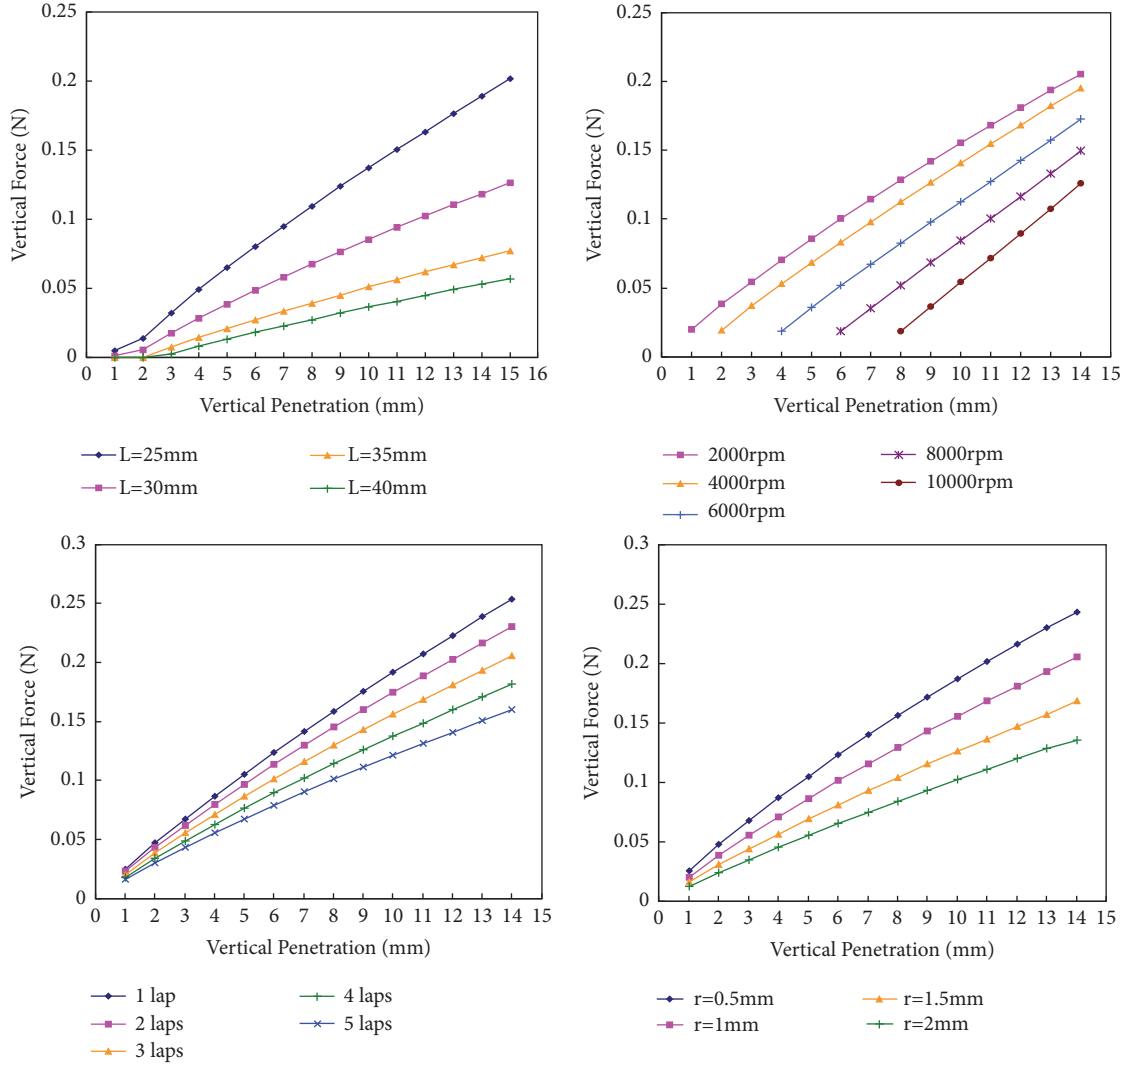 0.25
0.2
0.15
0.1
0.05
0
Vertical Force (N)
0 1 2 3 4 5 6 7 8 9 10 11 12 13 14 15 16
Vertical Penetration (mm)
L=25mm L=35mm
L=30mm L=40mm
0.25
0.2
0.15
0.1
0.05
0
Vertical Force (N)
0 1 2 3 4 5 6 7 8 9 10 11 12 13 14 15
Vertical Penetration (mm)
2000rpm 8000rpm
4000rpm 10000rpm
6000rpm
0.3
0.25
0.2
0.15
0.1
0.05
0
Vertical Force (N)
0 1 2 3 4 5 6 7 8 9 10 11 12 13 14 15
Vertical Penetration (mm)
1 lap 4 laps
2 laps 5 laps
3 laps
0.3
0.25
0.2
0.15
0.1
0.05
0
Vertical Force (N)
0 1 2 3 4 5 6 7 8 9 10 11 12 13 14 15
Vertical Penetration (mm)
r=0.5mm r=1.5mm
r=1mm r=2mm